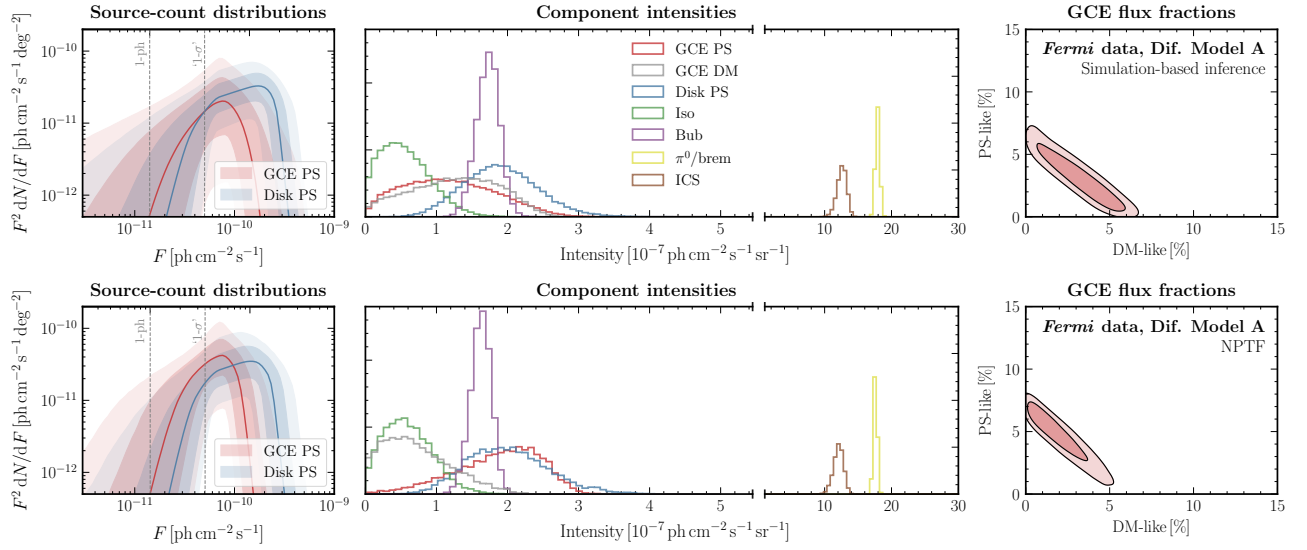 Source-count distributions
F² dN/dF [ph cm⁻² s⁻¹ deg⁻²]
10⁻¹⁰
10⁻¹¹
10⁻¹²
1-ph
'1-σ'
GCE PS
Disk PS
10⁻¹¹ 10⁻¹⁰ 10⁻⁹
F [ph cm⁻² s⁻¹]
Component intensities
GCE PS
GCE DM
Disk PS
Iso
Bub
π⁰/brem
ICS
0 1 2 3 4 5 10 20 30
Intensity [10⁻⁷ ph cm⁻² s⁻¹ sr⁻¹]
GCE flux fractions
PS-like [%]
15
10
5
0
Fermi data, Dif. Model A
Simulation-based inference
0 5 10 15
DM-like [%]
Source-count distributions
F² dN/dF [ph cm⁻² s⁻¹ deg⁻²]
10⁻¹⁰
10⁻¹¹
10⁻¹²
1-ph
'1-σ'
GCE PS
Disk PS
10⁻¹¹ 10⁻¹⁰ 10⁻⁹
F [ph cm⁻² s⁻¹]
Component intensities
0 1 2 3 4 5 10 20 30
Intensity [10⁻⁷ ph cm⁻² s⁻¹ sr⁻¹]
GCE flux fractions
PS-like [%]
15
10
5
0
Fermi data, Dif. Model A
NPTF
0 5 10 15
DM-like [%]